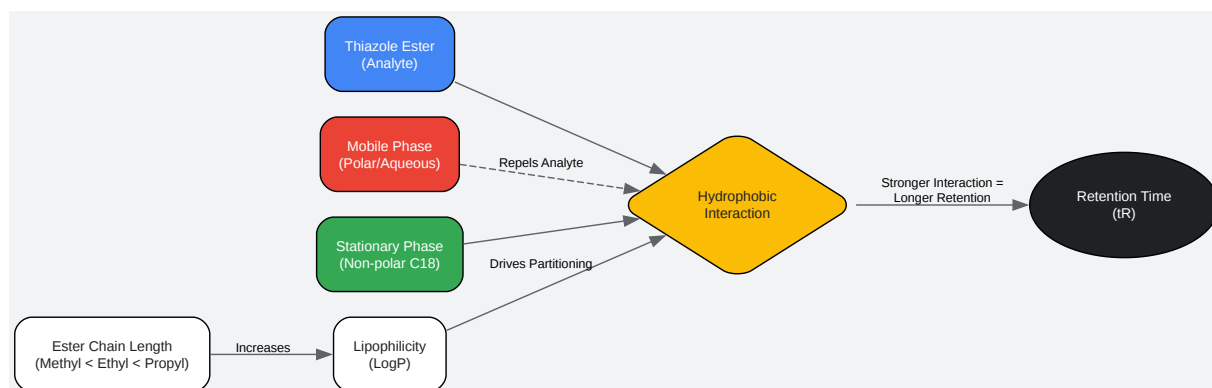 Thiazole Ester
(Analyte)
Mobile Phase
(Polar/Aqueous)
Repels Analyte
Stationary Phase
(Non-polar C18)
Drives Partitioning
Ester Chain Length
(Methyl < Ethyl < Propyl)
Increases
Lipophilicity
(LogP)
Hydrophobic
Interaction
Stronger Interaction =
Longer Retention
Retention Time
(tR)